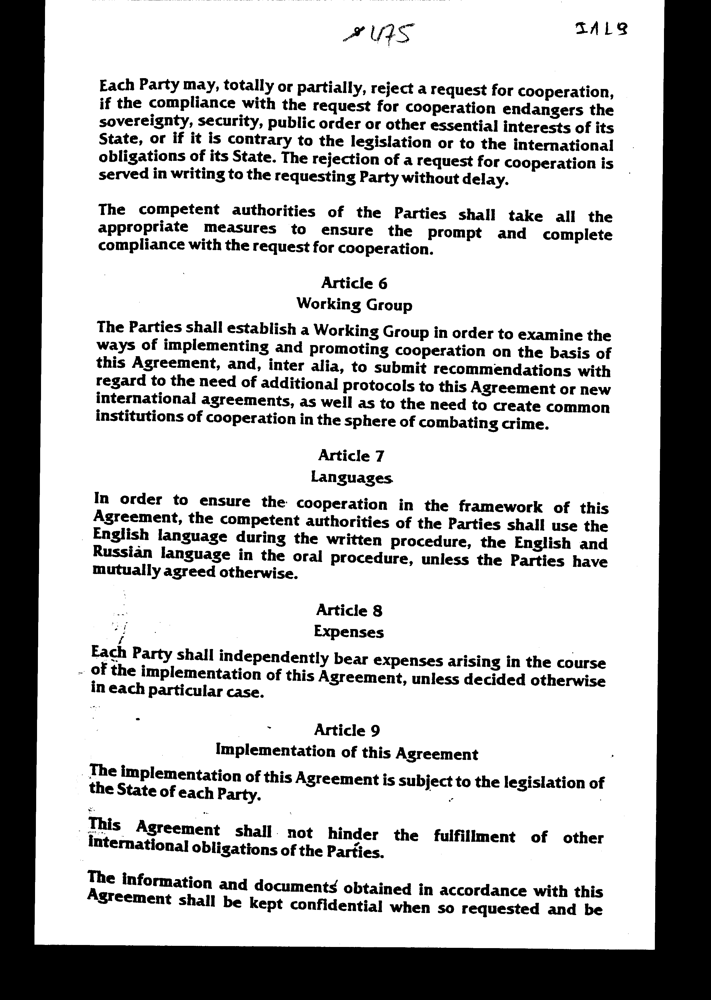 475
IAL9
Each Party may, totally or partially, reject a request for cooperation,
if the compliance with the request for cooperation endangers the
sovereignty, security, public order or other essential interests of its
State, or if it is contrary to the legislation or to the international
obligations of its State. The rejection of a request for cooperation is
served in writing to the requesting Party without delay.
The competent authorities of the Parties shall take all the
appropriate measures to ensure the prompt and complete
compliance with the request for cooperation.
Article 6
Working Group
The Parties shall establish a Working Group in order to examine the
ways of implementing and promoting cooperation on the basis of
this Agreement, and, inter alia, to submit recommendations with
regard to the need of additional protocols to this Agreement or new
international agreements, as well as to the need to create common
institutions of cooperation in the sphere of combating crime.
Article 7
Languages
In order to ensure the cooperation in the framework of this
Agreement, the competent authorities of the Parties shall use the
English language during the written procedure, the English and
Russian language in the oral procedure, unless the Parties have
mutually agreed otherwise.
Article 8
Expenses
Each Party shall independently bear expenses arising in the course
of the implementation of this Agreement, unless decided otherwise
in each particular case.
Article 9
Implementation of this Agreement
The implementation of this Agreement is subject to the legislation of
the State of each Party.
This Agreement shall not hinder the fulfillment of other
international obligations of the Parties.
The information and documents obtained in accordance with this
Agreement shall be kept confidential when so requested and be